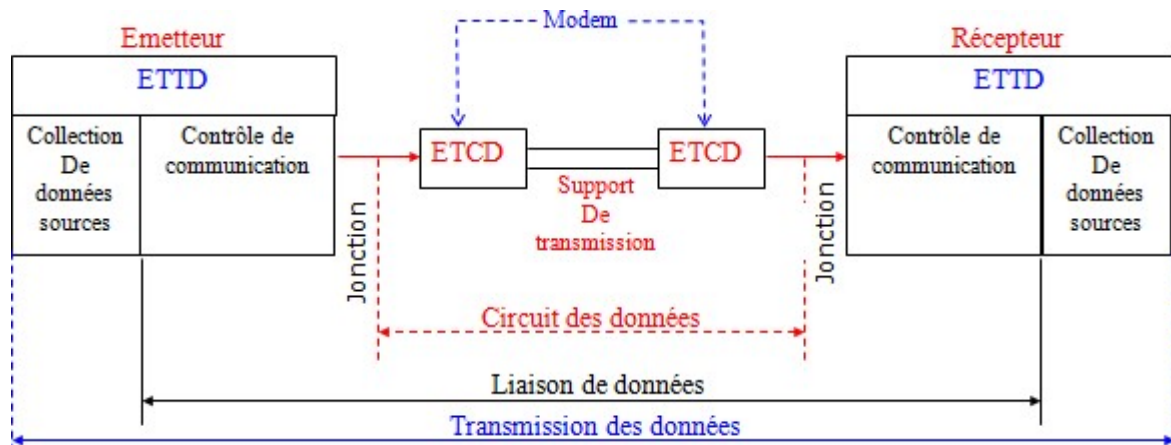 Modem
Emetteur
Récepteur
ETTD
ETTD
Collection
De
données
sources
Contrôle de
communication
ETCD
ETCD
Contrôle de
communication
Collection
De
données
sources
Support
De
transmission
Jonction
Jonction
Circuit des données
Liaison de données
Transmission des données